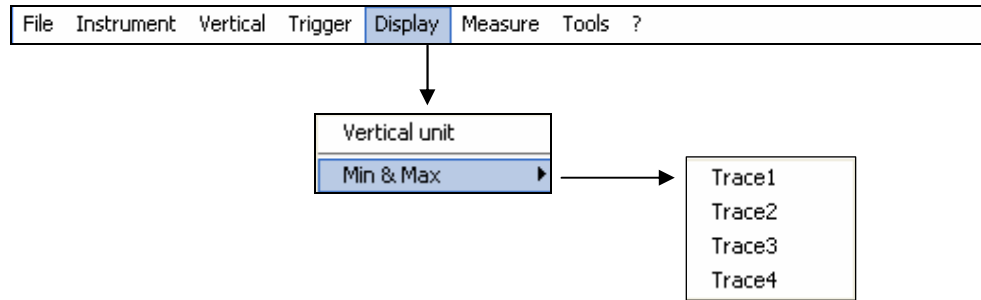 File Instrument Vertical Trigger Display Measure Tools ?
Vertical unit
Min & Max
Trace1
Trace2
Trace3
Trace4